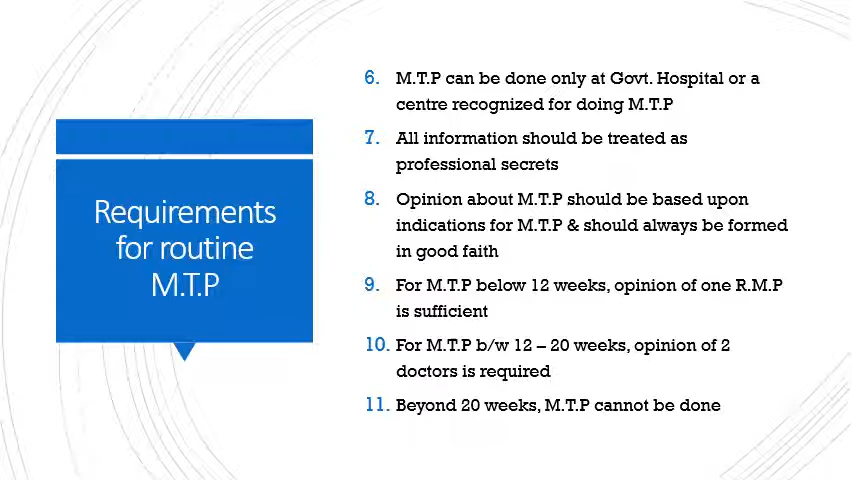 Requirements
for routine
M.T.P
6. M.T.P can be done only at Govt. Hospital or a
centre recognized for doing M.T.P
7. All information should be treated as
professional secrets
8. Opinion about M.T.P should be based upon
indications for M.T.P & should always be formed
in good faith
9. For M.T.P below 12 weeks, opinion of one R.M.P
is sufficient
10. For M.T.P b/w 12 – 20 weeks, opinion of 2
doctors is required
11. Beyond 20 weeks, M.T.P cannot be done